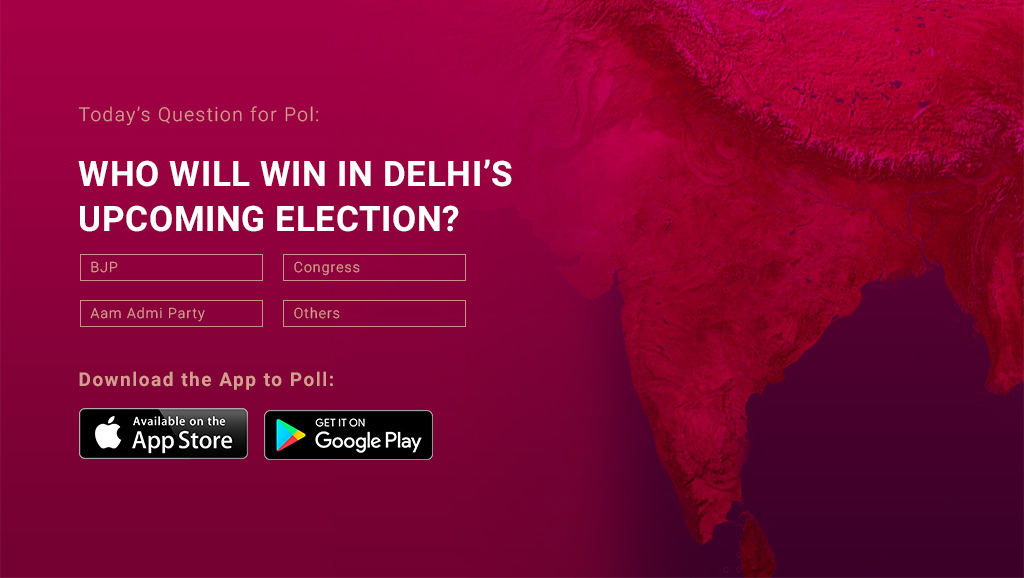 Today’s Question for Pol:
WHO WILL WIN IN DELHI’S
UPCOMING ELECTION?
BJP
Congress
Aam Admi Party
Others
Download the App to Poll:
Available on the
App Store
GET IT ON
Google Play